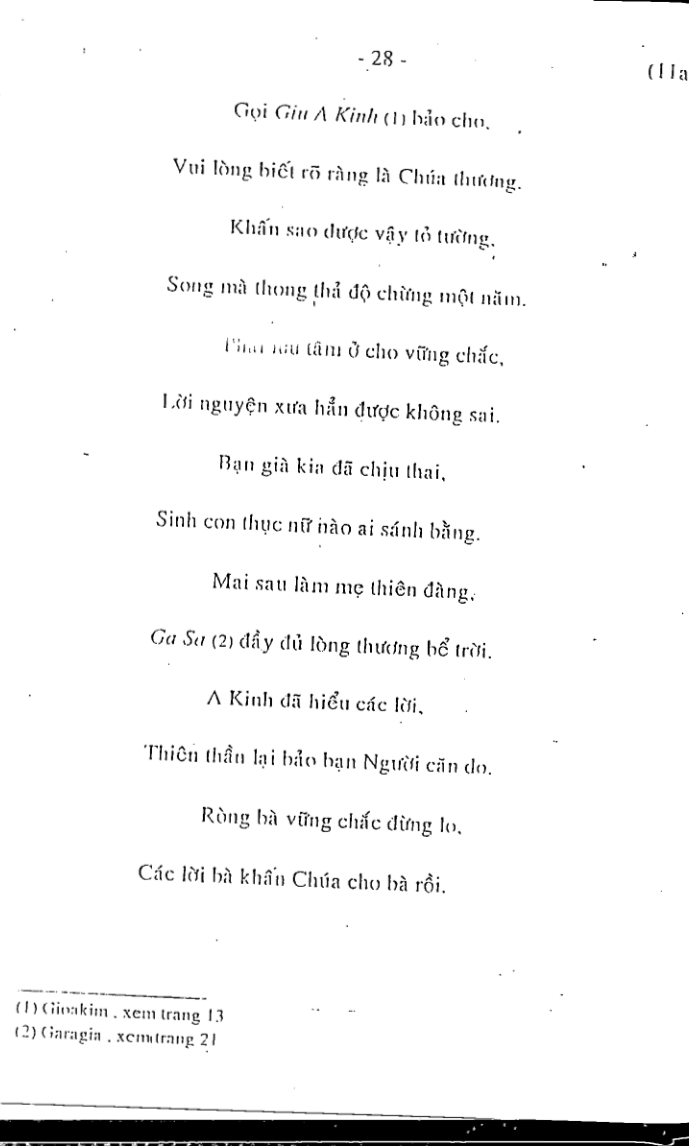 - 28 -
Gọi Giu A Kinh (1) bảo cho,
Vui lòng biết rõ ràng là Chúa thương.
Khấn sao được vậy tỏ tường,
Song mà thong thả độ chừng một năm.
tâm ở cho vững chắc,
Lời nguyện xưa hẳn được không sai.
Bạn già kia đã chịu thai,
Sinh con thục nữ nào ai sánh bằng.
Mai sau làm mẹ thiên đàng,
Ga Sa (2) đầy đủ lòng thương bể trời.
A Kinh đã hiểu các lời,
Thiên thần lại bảo bạn Người căn do.
Ròng bà vững chắc đừng lo,
Các lời bà khấn Chúa cho bà rồi.
(1) Gioakim , xem trang 13
(2) Garagia , xem trang 21